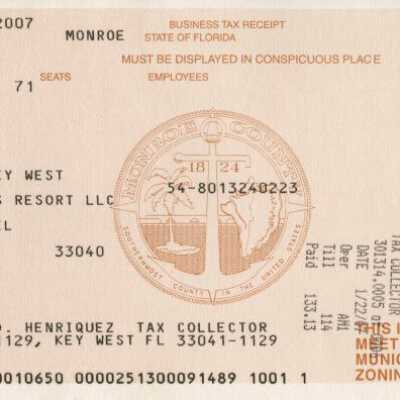 2007
BUSINESS TAX RECEIPT
MONROE
STATE OF FLORIDA
MUST BE DISPLAYED IN CONSPICUOUS PLACE
SEATS
EMPLOYEES
71
EY WEST
S RESORT LLC
54-8013240223
EL
33040
MONROE COUNTY
1824
SOUTHERNMOST COUNTY IN THE UNITED STATES
TAX COLLECTOR
301314.0005
DATE 1/22/
Oper AMI
Till 114
Paid 133.13
D. HENRIQUEZ TAX COLLECTOR
1129, KEY WEST FL 33041-1129
THIS I
MEET
MUNIC
ZONIN
0010650 0000251300091489 1001 1